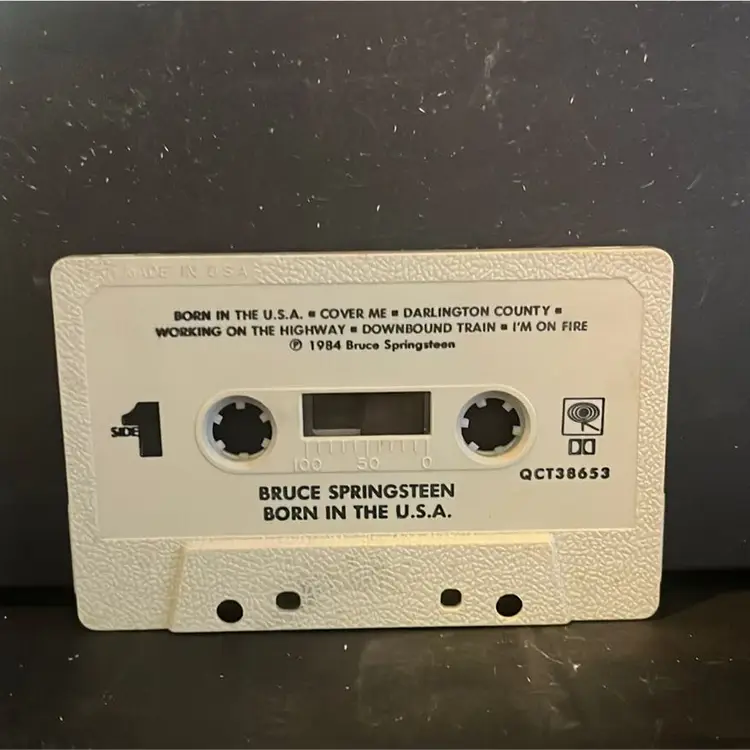 MADE IN USA
BORN IN THE U.S.A. ▪ COVER ME ▪ DARLINGTON COUNTY ▪
WORKING ON THE HIGHWAY ▪ DOWNBOUND TRAIN ▪ I'M ON FIRE
℗ 1984 Bruce Springsteen
SIDE 1
100 50 0
QCT38653
BRUCE SPRINGSTEEN
BORN IN THE U.S.A.